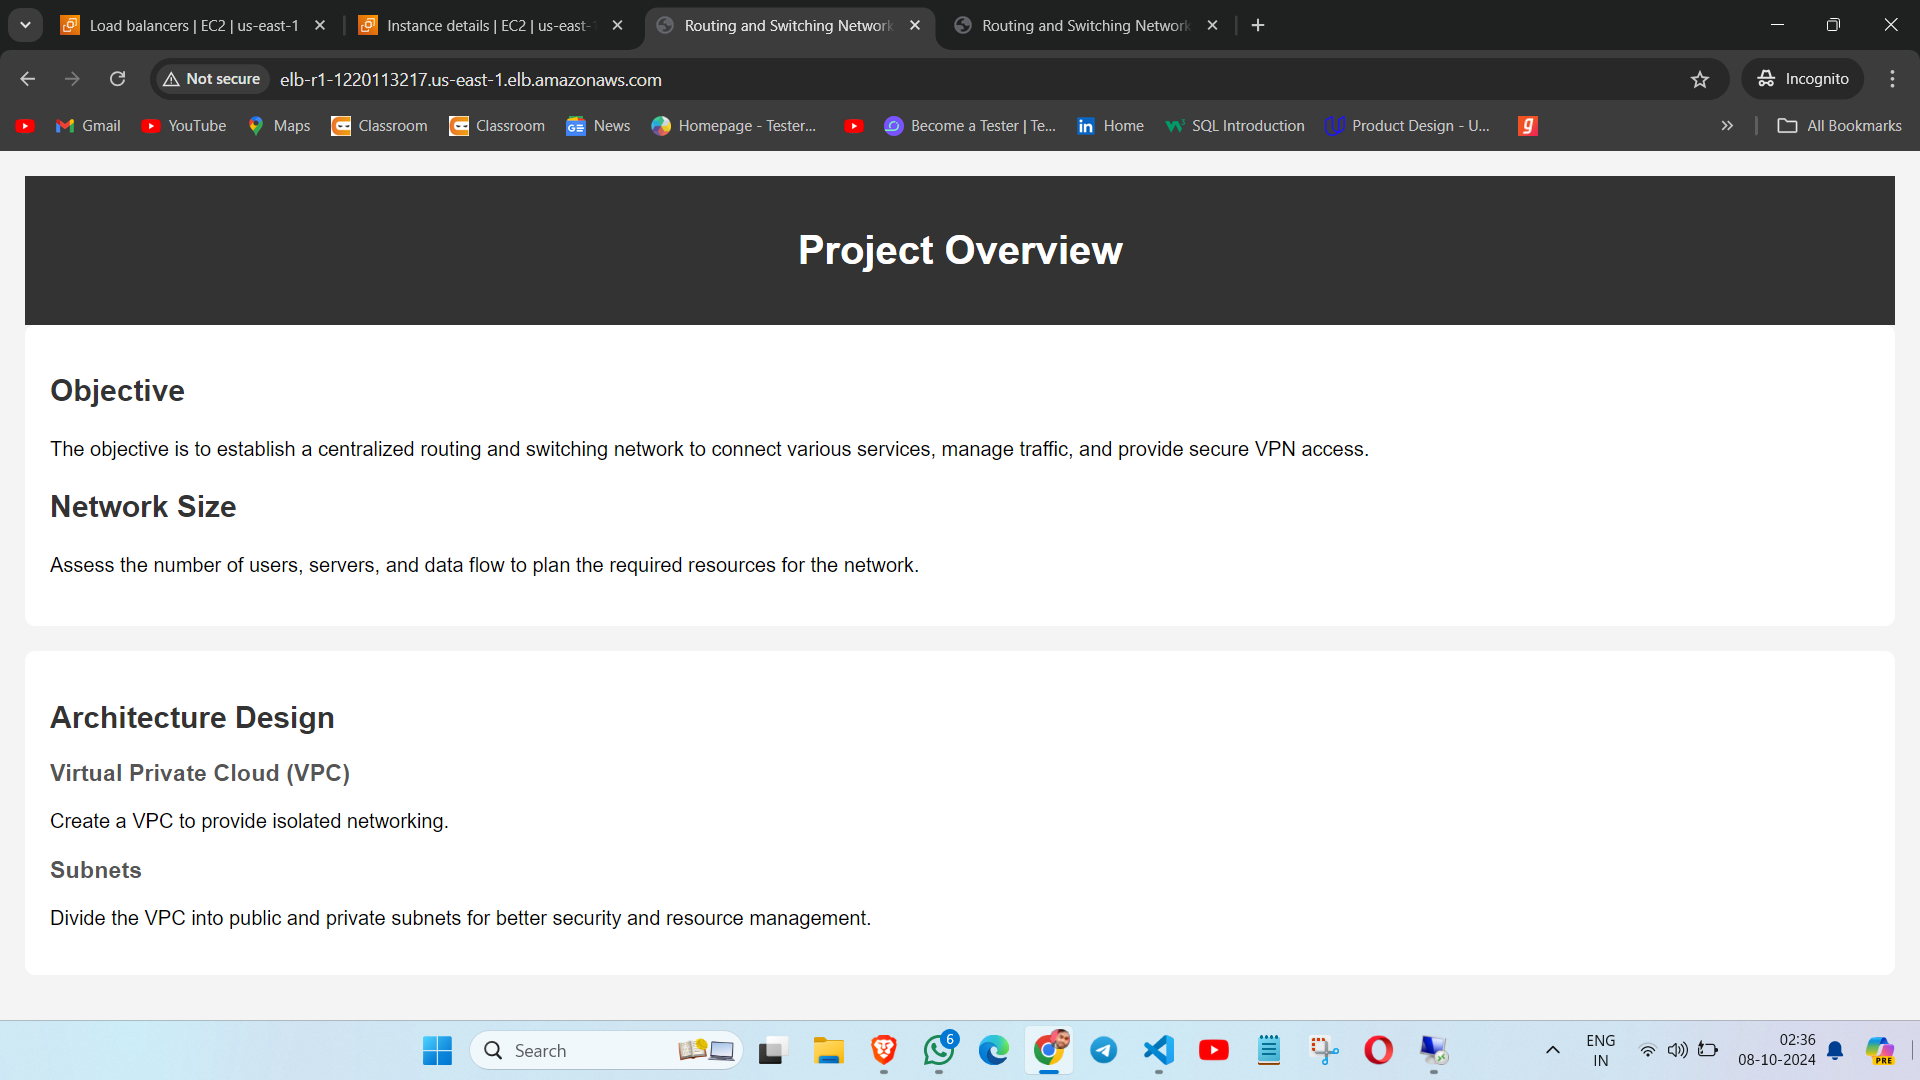 Load balancers | EC2 | us-east-1
Instance details | EC2 | us-east-
Routing and Switching Network
Routing and Switching Network
Not secure
elb-r1-1220113217.us-east-1.elb.amazonaws.com
Incognito
Gmail
YouTube
Maps
Classroom
Classroom
News
Homepage - Tester...
Become a Tester | Te...
Home
SQL Introduction
Product Design - U...
All Bookmarks
Project Overview
Objective
The objective is to establish a centralized routing and switching network to connect various services, manage traffic, and provide secure VPN access.
Network Size
Assess the number of users, servers, and data flow to plan the required resources for the network.
Architecture Design
Virtual Private Cloud (VPC)
Create a VPC to provide isolated networking.
Subnets
Divide the VPC into public and private subnets for better security and resource management.
Search
6
ENG
IN
02:36
08-10-2024
PRE